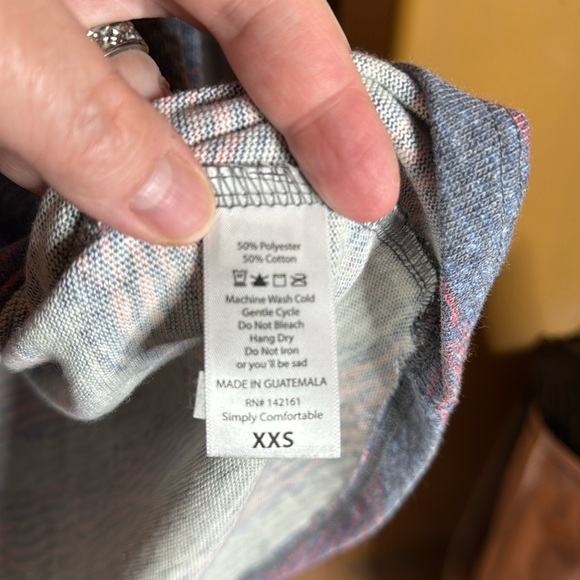 50% Polyester
50% Cotton
Machine Wash Cold
Gentle Cycle
Do Not Bleach
Hang Dry
Do Not Iron
or you'll be sad
MADE IN GUATEMALA
RN# 142161
Simply Comfortable
XXS